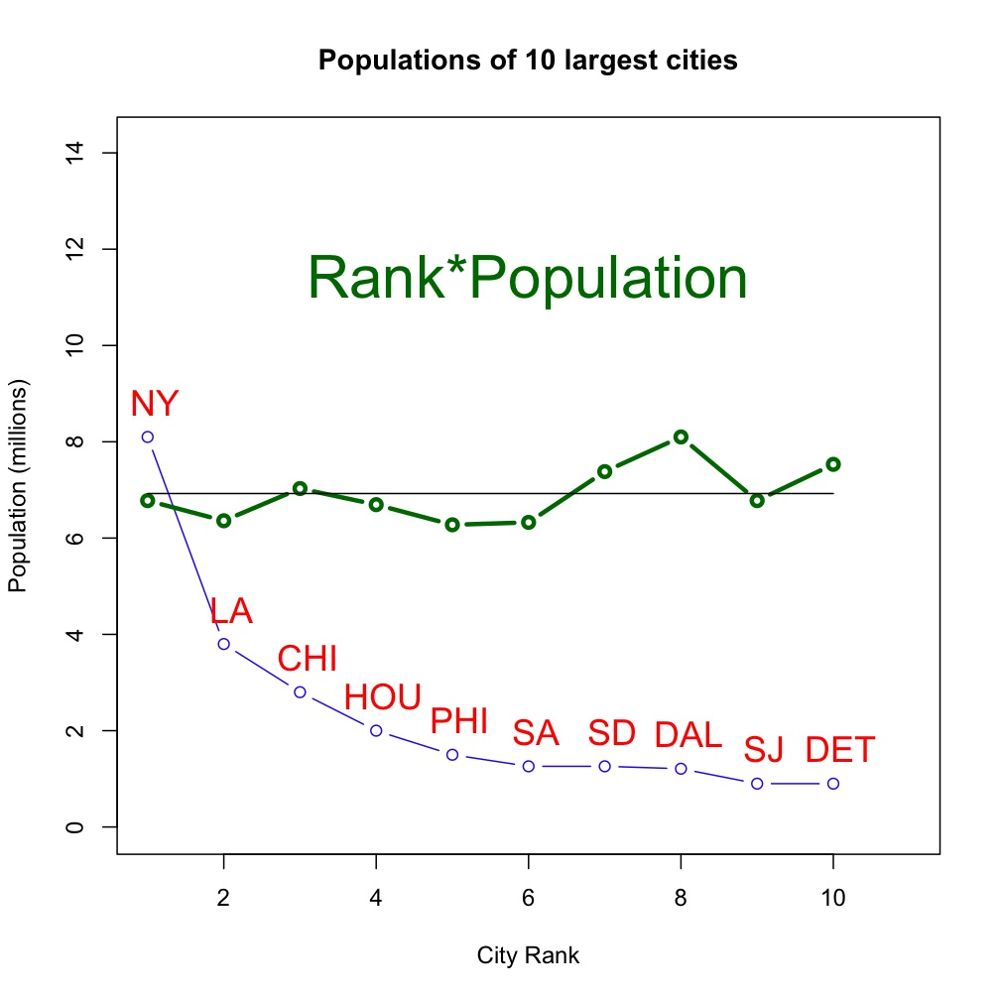 Populations of 10 largest cities
14
12
10
8
6
4
2
0
Population (millions)
Rank*Population
NY
LA
CHI
HOU
PHI
SA
SD
DAL
SJ
DET
2
4
6
8
10
City Rank